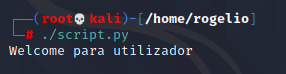 ┌──(root💀kali)-[/home/rogelio]
└─# ./script.py
Welcome para utilizador